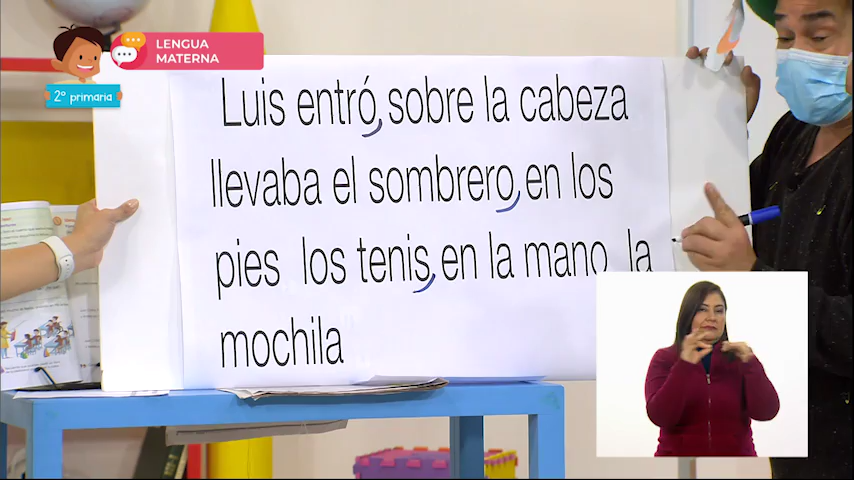 LENGUA
MATERNA
2° primaria
Luis entró, sobre la cabeza
llevaba el sombrero, en los
pies los tenis, en la mano la
mochila